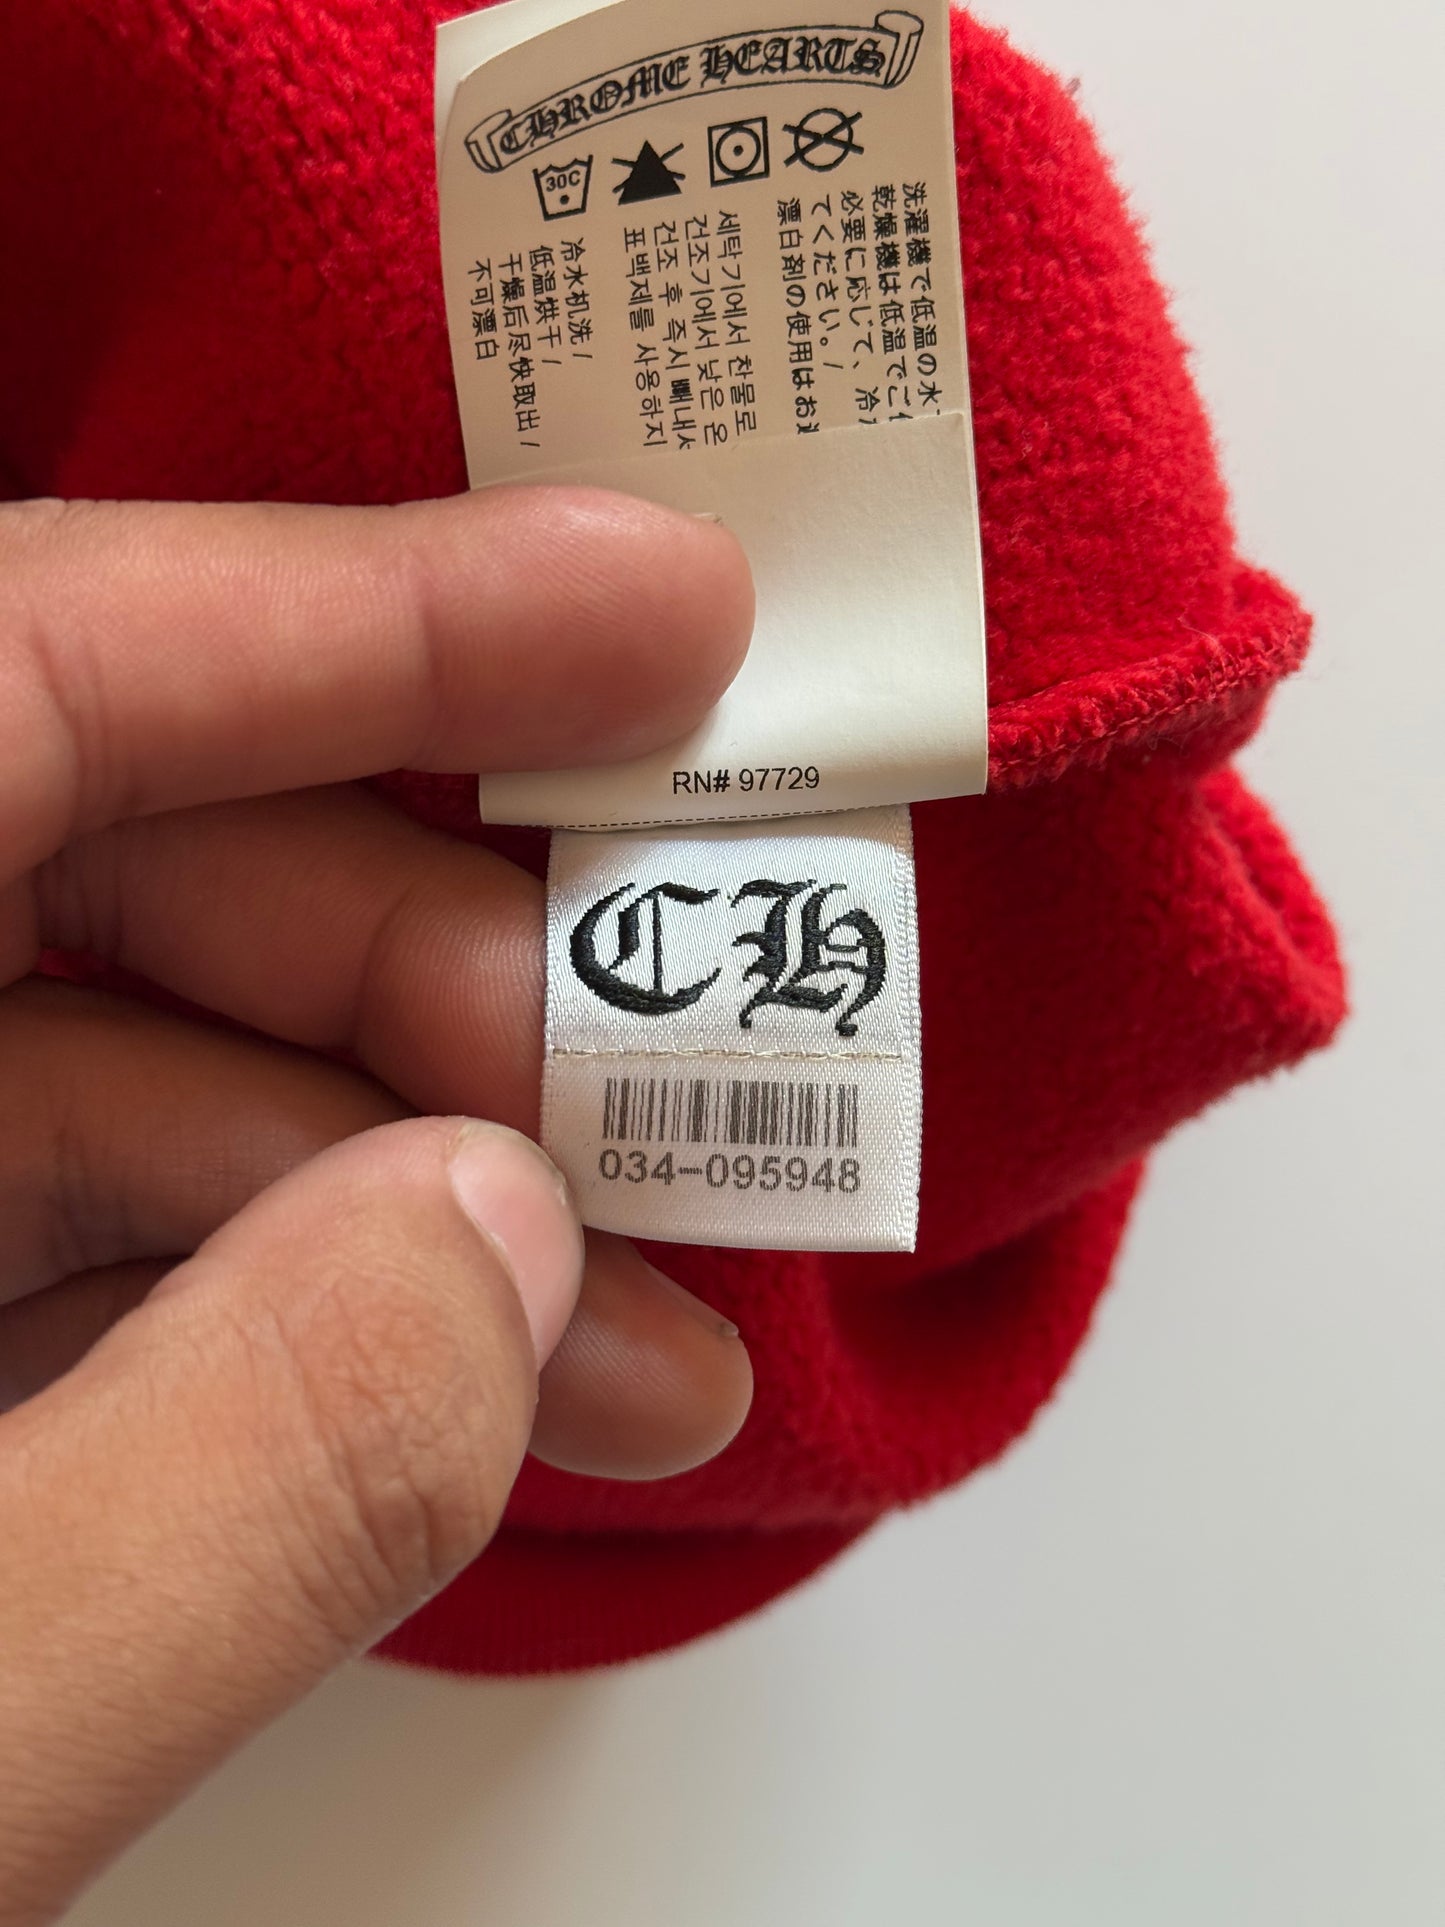 CHROME HEARTS
30C
洗濯機で低温の水
乾燥機は低温でご
必要に応じて、冷
てください。/
漂白剤の使用はお
세탁기에서 찬물로
건조기에서 낮은 온
건조 후 즉시 빼내
표백제를 사용하지
冷水机洗/
低温烘干/
干燥后尽快取出/
不可漂白
RN# 97729
CH
034-095948